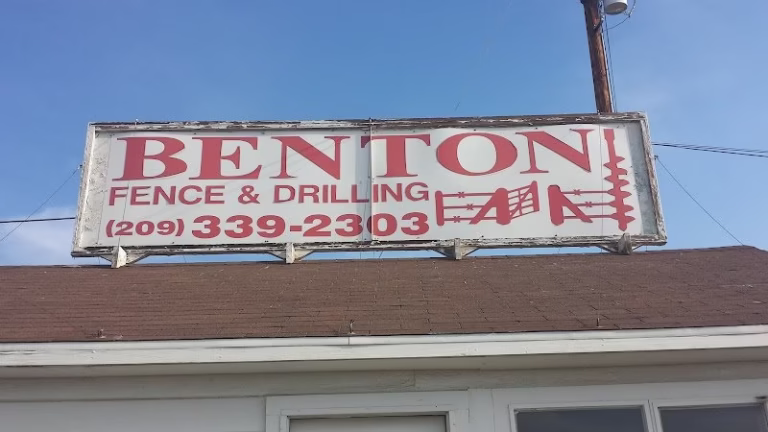 BENTON
FENCE & DRILLING
(209) 339-2303